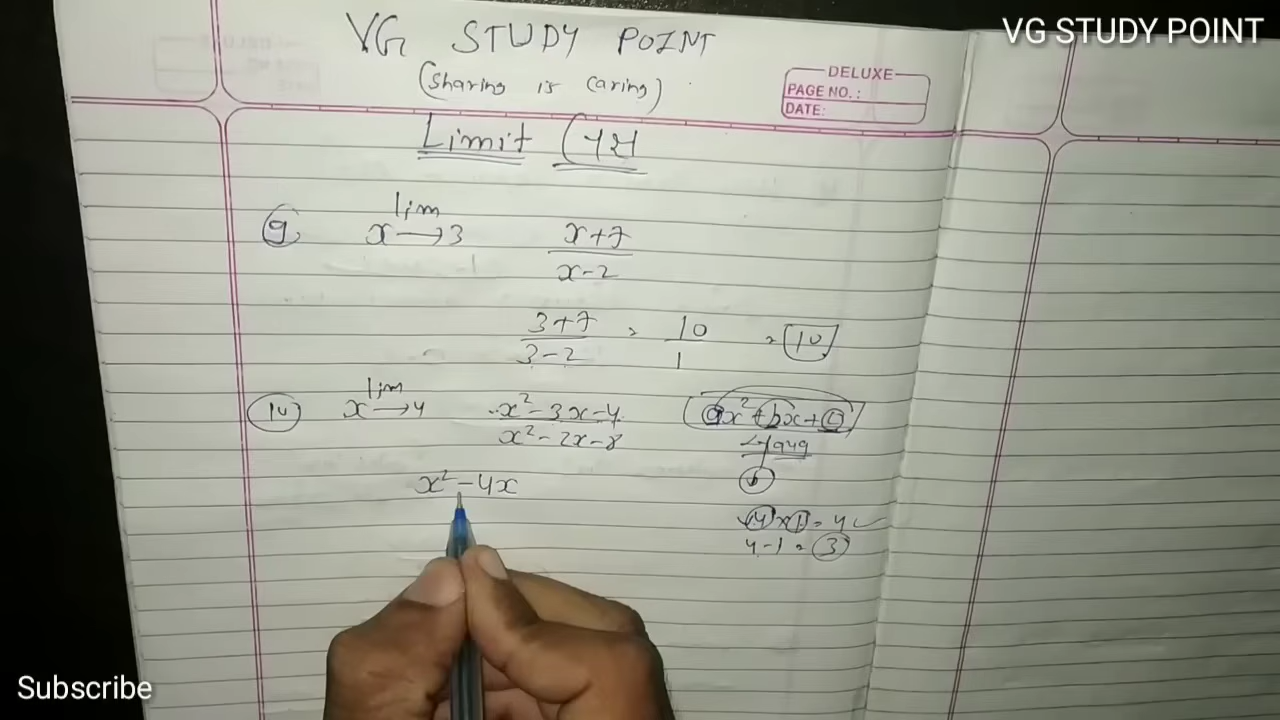 VG STUDY POINT
VG STUDY POINT
(Sharing is Caring)
DELUXE
PAGE NO.:
DATE:
Limit
9 lim x→3 x+7 / x-2
3+7 / 3-2 = 10 / 1 = 10
10 lim x→4 x²-3x-4 / x²-2x-8 ax²+bx+c
b
x²-4x
4×1=4
4-1=3
Subscribe